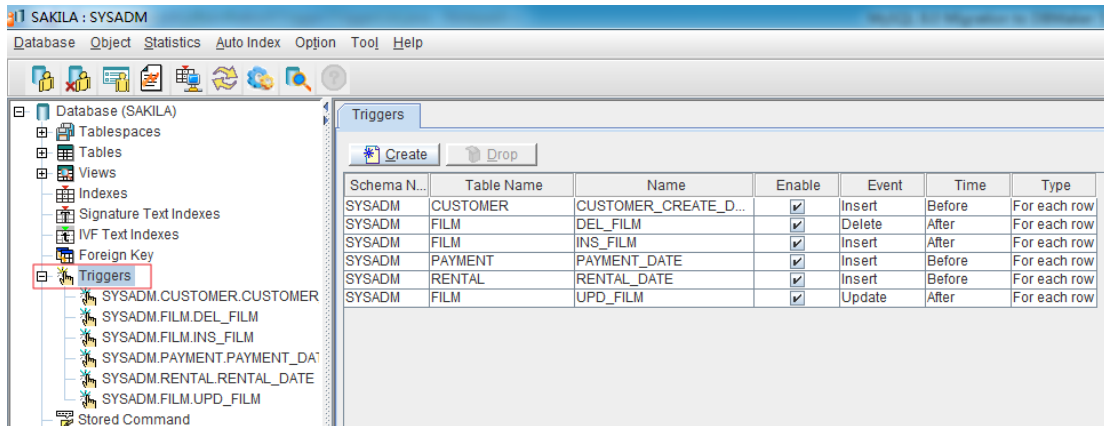 SAKILA : SYSADM
Database Object Statistics Auto Index Option Tool Help
Database (SAKILA)
Tablespaces
Tables
Views
Indexes
Signature Text Indexes
IVF Text Indexes
Foreign Key
Triggers
SYSADM.CUSTOMER.CUSTOMER
SYSADM.FILM.DEL_FILM
SYSADM.FILM.INS_FILM
SYSADM.PAYMENT.PAYMENT_DAT
SYSADM.RENTAL.RENTAL_DATE
SYSADM.FILM.UPD_FILM
Stored Command
Triggers
Create Drop
Schema N... Table Name Name Enable Event Time Type
SYSADM CUSTOMER CUSTOMER_CREATE_D... Insert Before For each row
SYSADM FILM DEL_FILM Delete After For each row
SYSADM FILM INS_FILM Insert After For each row
SYSADM PAYMENT PAYMENT_DATE Insert Before For each row
SYSADM RENTAL RENTAL_DATE Insert Before For each row
SYSADM FILM UPD_FILM Update After For each row